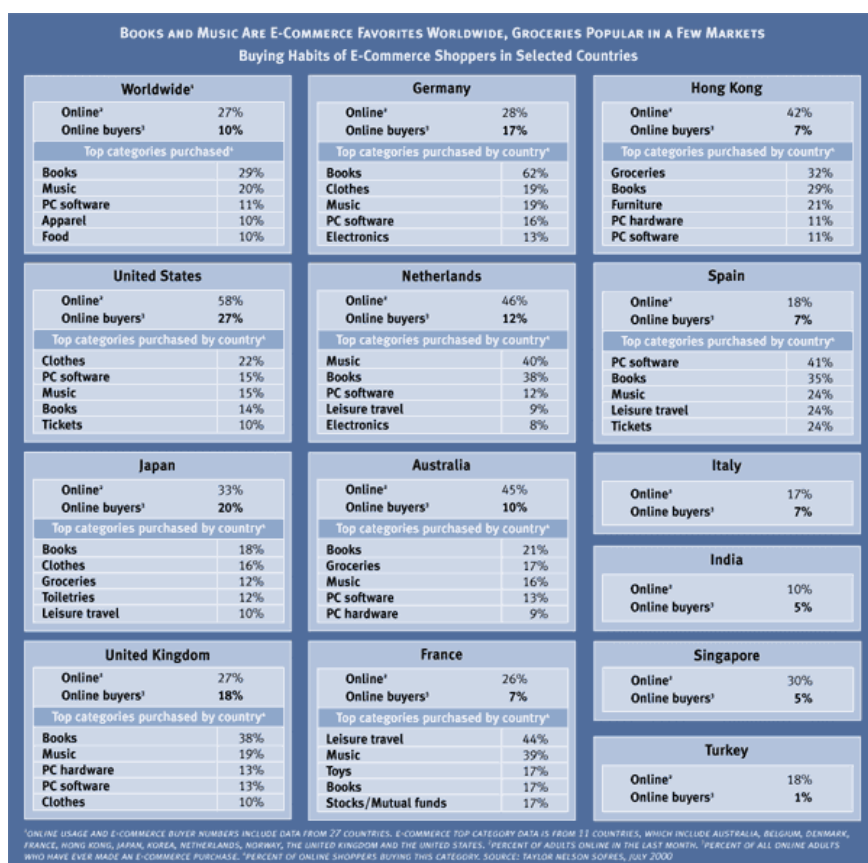 BOOKS AND MUSIC ARE E-COMMERCE FAVORITES WORLDWIDE, GROCERIES POPULAR IN A FEW MARKETS
Buying Habits of E-Commerce Shoppers in Selected Countries
Worldwide¹
Online² 27%
Online buyers³ 10%
Top categories purchased⁴
Books 29%
Music 20%
PC software 11%
Apparel 10%
Food 10%
Germany
Online² 28%
Online buyers³ 17%
Top categories purchased by country⁴
Books 62%
Clothes 19%
Music 19%
PC software 16%
Electronics 13%
Hong Kong
Online² 42%
Online buyers³ 7%
Top categories purchased by country⁴
Groceries 32%
Books 29%
Furniture 21%
PC hardware 11%
PC software 11%
United States
Online² 58%
Online buyers³ 27%
Top categories purchased by country⁴
Clothes 22%
PC software 15%
Music 15%
Books 14%
Tickets 10%
Netherlands
Online² 46%
Online buyers³ 12%
Top categories purchased by country⁴
Music 40%
Books 38%
PC software 12%
Leisure travel 9%
Electronics 8%
Spain
Online² 18%
Online buyers³ 7%
Top categories purchased by country⁴
PC software 41%
Books 35%
Music 24%
Leisure travel 24%
Tickets 24%
Japan
Online² 33%
Online buyers³ 20%
Top categories purchased by country⁴
Books 18%
Clothes 16%
Groceries 12%
Toiletries 12%
Leisure travel 10%
Australia
Online² 45%
Online buyers³ 10%
Top categories purchased by country⁴
Books 21%
Groceries 17%
Music 16%
PC software 13%
PC hardware 9%
Italy
Online² 17%
Online buyers³ 7%
India
Online² 10%
Online buyers³ 5%
United Kingdom
Online² 27%
Online buyers³ 18%
Top categories purchased by country⁴
Books 38%
Music 19%
PC hardware 13%
PC software 13%
Clothes 10%
France
Online² 26%
Online buyers³ 7%
Top categories purchased by country⁴
Leisure travel 44%
Music 39%
Toys 17%
Books 17%
Stocks/Mutual funds 17%
Singapore
Online² 30%
Online buyers³ 5%
Turkey
Online² 18%
Online buyers³ 1%
¹ONLINE USAGE AND E-COMMERCE BUYER NUMBERS INCLUDE DATA FROM 27 COUNTRIES. E-COMMERCE TOP CATEGORY DATA IS FROM 11 COUNTRIES, WHICH INCLUDE AUSTRALIA, BELGIUM, DENMARK,
FRANCE, HONG KONG, JAPAN, KOREA, NETHERLANDS, NORWAY, THE UNITED KINGDOM AND THE UNITED STATES. ²PERCENT OF ADULTS ONLINE IN THE LAST MONTH. ³PERCENT OF ALL ONLINE ADULTS
WHO HAVE EVER MADE AN E-COMMERCE PURCHASE. ⁴PERCENT OF ONLINE SHOPPERS BUYING THIS CATEGORY. SOURCE: TAYLOR NELSON SOFRES, JULY 2000